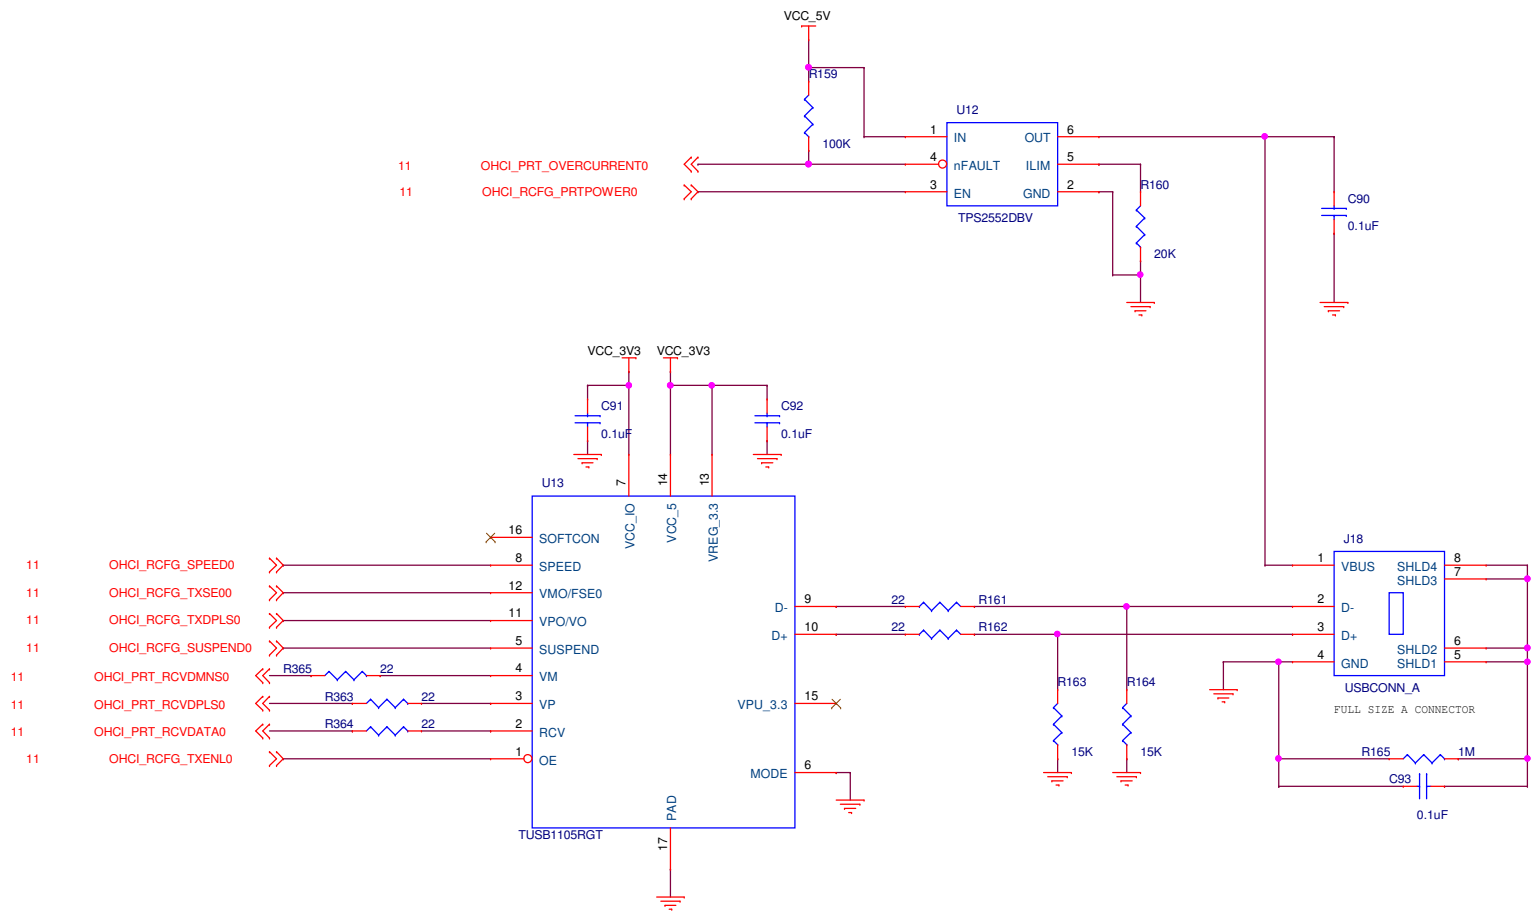 VCC_5V
R159
100K
U12
1 IN OUT 6
11 OHCI_PRT_OVERCURRENT0 4 nFAULT ILIM 5
11 OHCI_RCFG_PRTPOWER0 3 EN GND 2
TPS2552DBV
R160
20K
C90
0.1uF
VCC_3V3 VCC_3V3
C91 C92
0.1uF 0.1uF
U13
7 14 13
VCC_IO VCC_5 VREG_3.3
16 SOFTCON
11 OHCI_RCFG_SPEED0 8 SPEED
11 OHCI_RCFG_TXSE00 12 VMO/FSE0
11 OHCI_RCFG_TXDPLS0 11 VPO/VO
11 OHCI_RCFG_SUSPEND0 5 SUSPEND
11 OHCI_PRT_RCVDMNS0 R365 22 4 VM
11 OHCI_PRT_RCVDPLS0 R363 22 3 VP
11 OHCI_PRT_RCVDATA0 R364 22 2 RCV
11 OHCI_RCFG_TXENL0 1 OE
D- 9 22 R161
D+ 10 22 R162
VPU_3.3 15
MODE 6
PAD
17
TUSB1105RGT
R163 R164
15K 15K
J18
1 VBUS SHLD4 8
SHLD3 7
2 D-
3 D+
SHLD2 6
4 GND SHLD1 5
USBCONN_A
FULL SIZE A CONNECTOR
R165 1M
C93
0.1uF